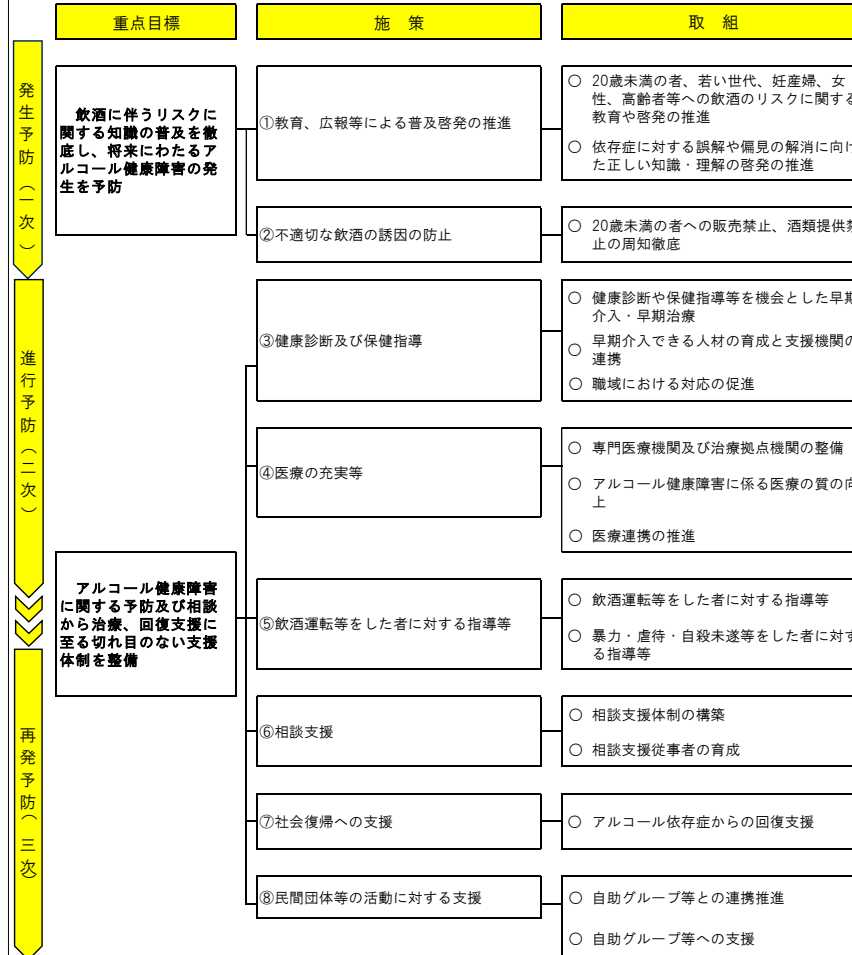 重点目標
施　策
取　組
発生予防（一次）
飲酒に伴うリスクに
関する知識の普及を徹
底し、将来にわたるア
ルコール健康障害の発
生を予防
①教育、広報等による普及啓発の推進
○ 20歳未満の者、若い世代、妊産婦、女
性、高齢者等への飲酒のリスクに関する
教育や啓発の推進
○ 依存症に対する誤解や偏見の解消に向け
た正しい知識・理解の啓発の推進
②不適切な飲酒の誘因の防止
○ 20歳未満の者への販売禁止、酒類提供禁
止の周知徹底
進行予防（二次）
③健康診断及び保健指導
○ 健康診断や保健指導等を機会とした早期
介入・早期治療
○ 早期介入できる人材の育成と支援機関の
連携
○ 職域における対応の促進
④医療の充実等
○ 専門医療機関及び治療拠点機関の整備
○ アルコール健康障害に係る医療の質の向
上
○ 医療連携の推進
アルコール健康障害
に関する予防及び相談
から治療、回復支援に
至る切れ目のない支援
体制を整備
⑤飲酒運転等をした者に対する指導等
○ 飲酒運転等をした者に対する指導等
○ 暴力・虐待・自殺未遂等をした者に対す
る指導等
再発予防（三次）
⑥相談支援
○ 相談支援体制の構築
○ 相談支援従事者の育成
⑦社会復帰への支援
○ アルコール依存症からの回復支援
⑧民間団体等の活動に対する支援
○ 自助グループ等との連携推進
○ 自助グループ等への支援